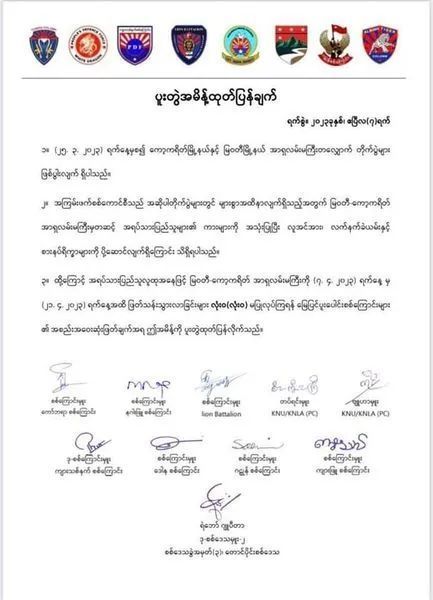 ပူးတွဲအမိန့်ထုတ်ပြန်ချက်
ရက်စွဲ။ ၂၀၂၃ခုနှစ်၊ ဧပြီလ(၇)ရက်
၁။ (၂၅. ၃. ၂၀၂၃) ရက်နေ့မှစ၍ ကော့ကရိတ်မြို့နယ်နှင့် မြဝတီမြို့နယ် အာရှလမ်းမကြီးတလျှောက် တိုက်ပွဲများ
ဖြစ်ပွါးလျက် ရှိပါသည်။
၂။ အကြမ်းဖက်စစ်ကောင်စီသည် အဆိုပါတိုက်ပွဲများတွင် များစွာအထိနာလျက်ရှိသည့်အတွက် မြဝတီ-ကော့ကရိတ်
အာရှလမ်းမကြီးမှတဆင့် အရပ်သားပြည်သူများ၏ ကားများကို အသုံးပြုပြီး လူအင်အား၊ လက်နက်ခဲယမ်းနှင့်
စားနပ်ရိက္ခာများကို ပို့ဆောင်လျက်ရှိကြောင်း သိရှိရပါသည်။
၃။ ထို့ကြောင့် အရပ်သားပြည်သူလူထုအနေဖြင့် မြဝတီ-ကော့ကရိတ် အာရှလမ်းမကြီးကို (၇. ၄. ၂၀၂၃) ရက်နေ့ မှ
(၂၁. ၄. ၂၀၂၃) ရက်နေ့အထိ ဖြတ်သန်းသွားလာခြင်းများ လုံးဝ(လုံးဝ) မပြုလုပ်ကြရန် မြေပြင်ပူးပေါင်းစစ်ကြောင်းများ
၏ အစည်းအဝေးဆုံးဖြတ်ချက်အရ ဤအမိန့်ကို ပူးတွဲထုတ်ပြန်လိုက်သည်။
စစ်ကြောင်းမှူး စစ်ကြောင်းမှူး စစ်ကြောင်းမှူး တပ်ရင်းမှူး ဗျူဟာမှူး
ကော်ဘရာ စစ်ကြောင်း နဂါးဖြူ စစ်ကြောင်း lion Battalion KNU/KNLA (PC) KNU/KNLA (PC)
ဒု-စစ်ကြောင်းမှူး စစ်ကြောင်းမှူး စစ်ကြောင်းမှူး စစ်ကြောင်းမှူး
ကျားသစ်နက် စစ်ကြောင်း ဒေါန စစ်ကြောင်း ဂဠုန် စစ်ကြောင်း ကျားဖြူ စစ်ကြောင်း
ရဲဘော် ဂျူပီတာ
ဒု-စစ်ဒေသမှူး-၂
စစ်ဒေသခွဲအမှတ်(၃)၊ တောင်ပိုင်းစစ်ဒေသ